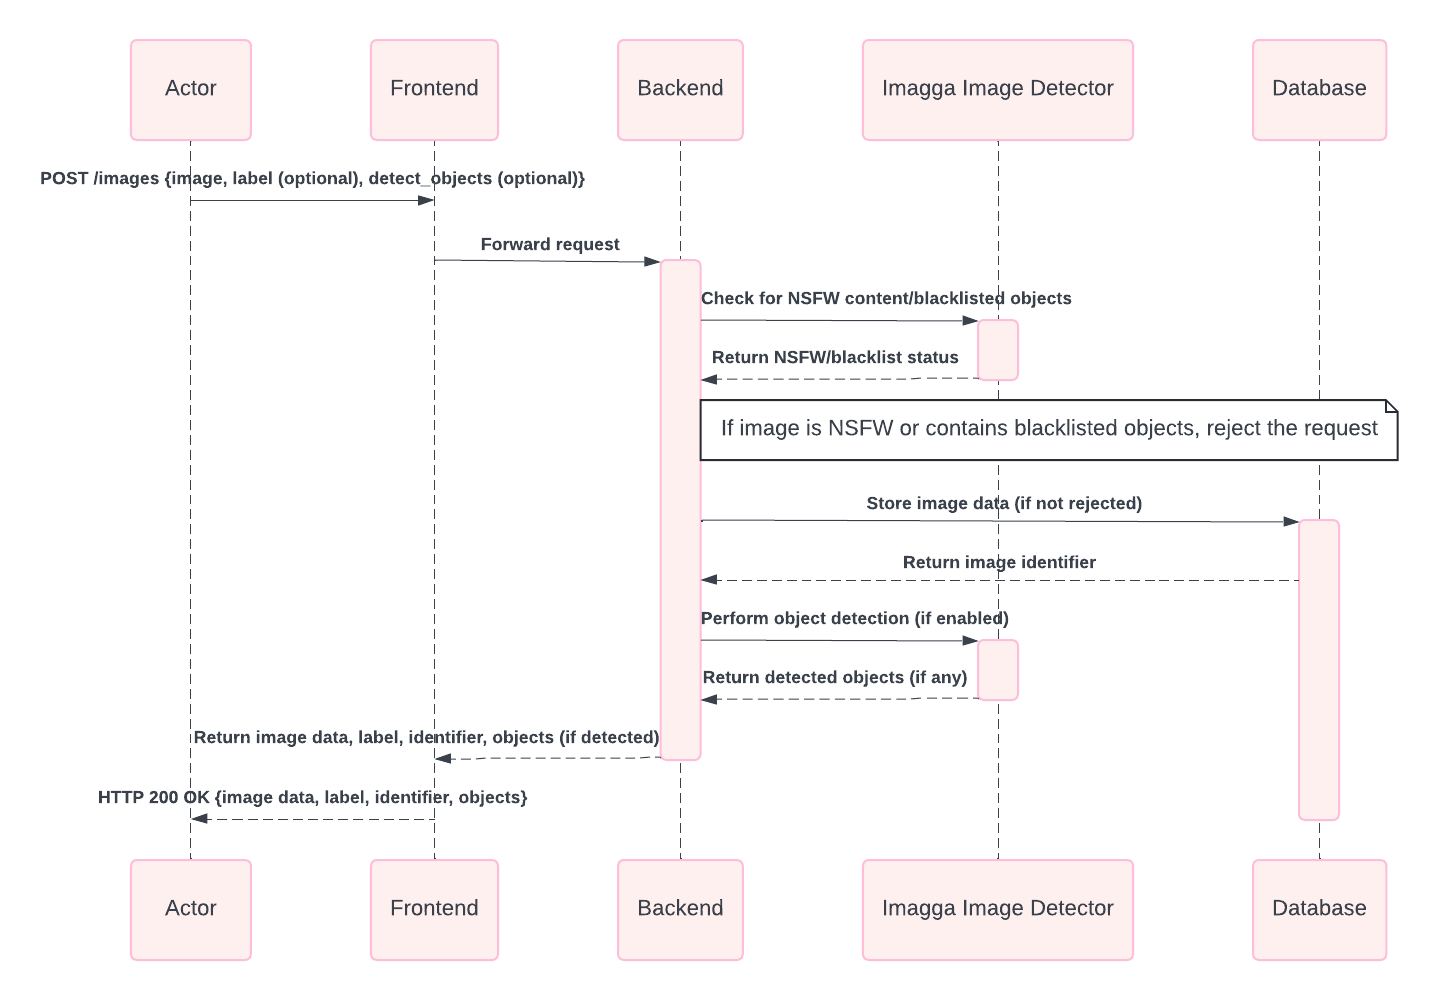 Actor
Frontend
Backend
Imagga Image Detector
Database
POST /images {image, label (optional), detect_objects (optional)}
Forward request
Check for NSFW content/blacklisted objects
Return NSFW/blacklist status
If image is NSFW or contains blacklisted objects, reject the request
Store image data (if not rejected)
Return image identifier
Perform object detection (if enabled)
Return detected objects (if any)
Return image data, label, identifier, objects (if detected)
HTTP 200 OK {image data, label, identifier, objects}
Actor
Frontend
Backend
Imagga Image Detector
Database